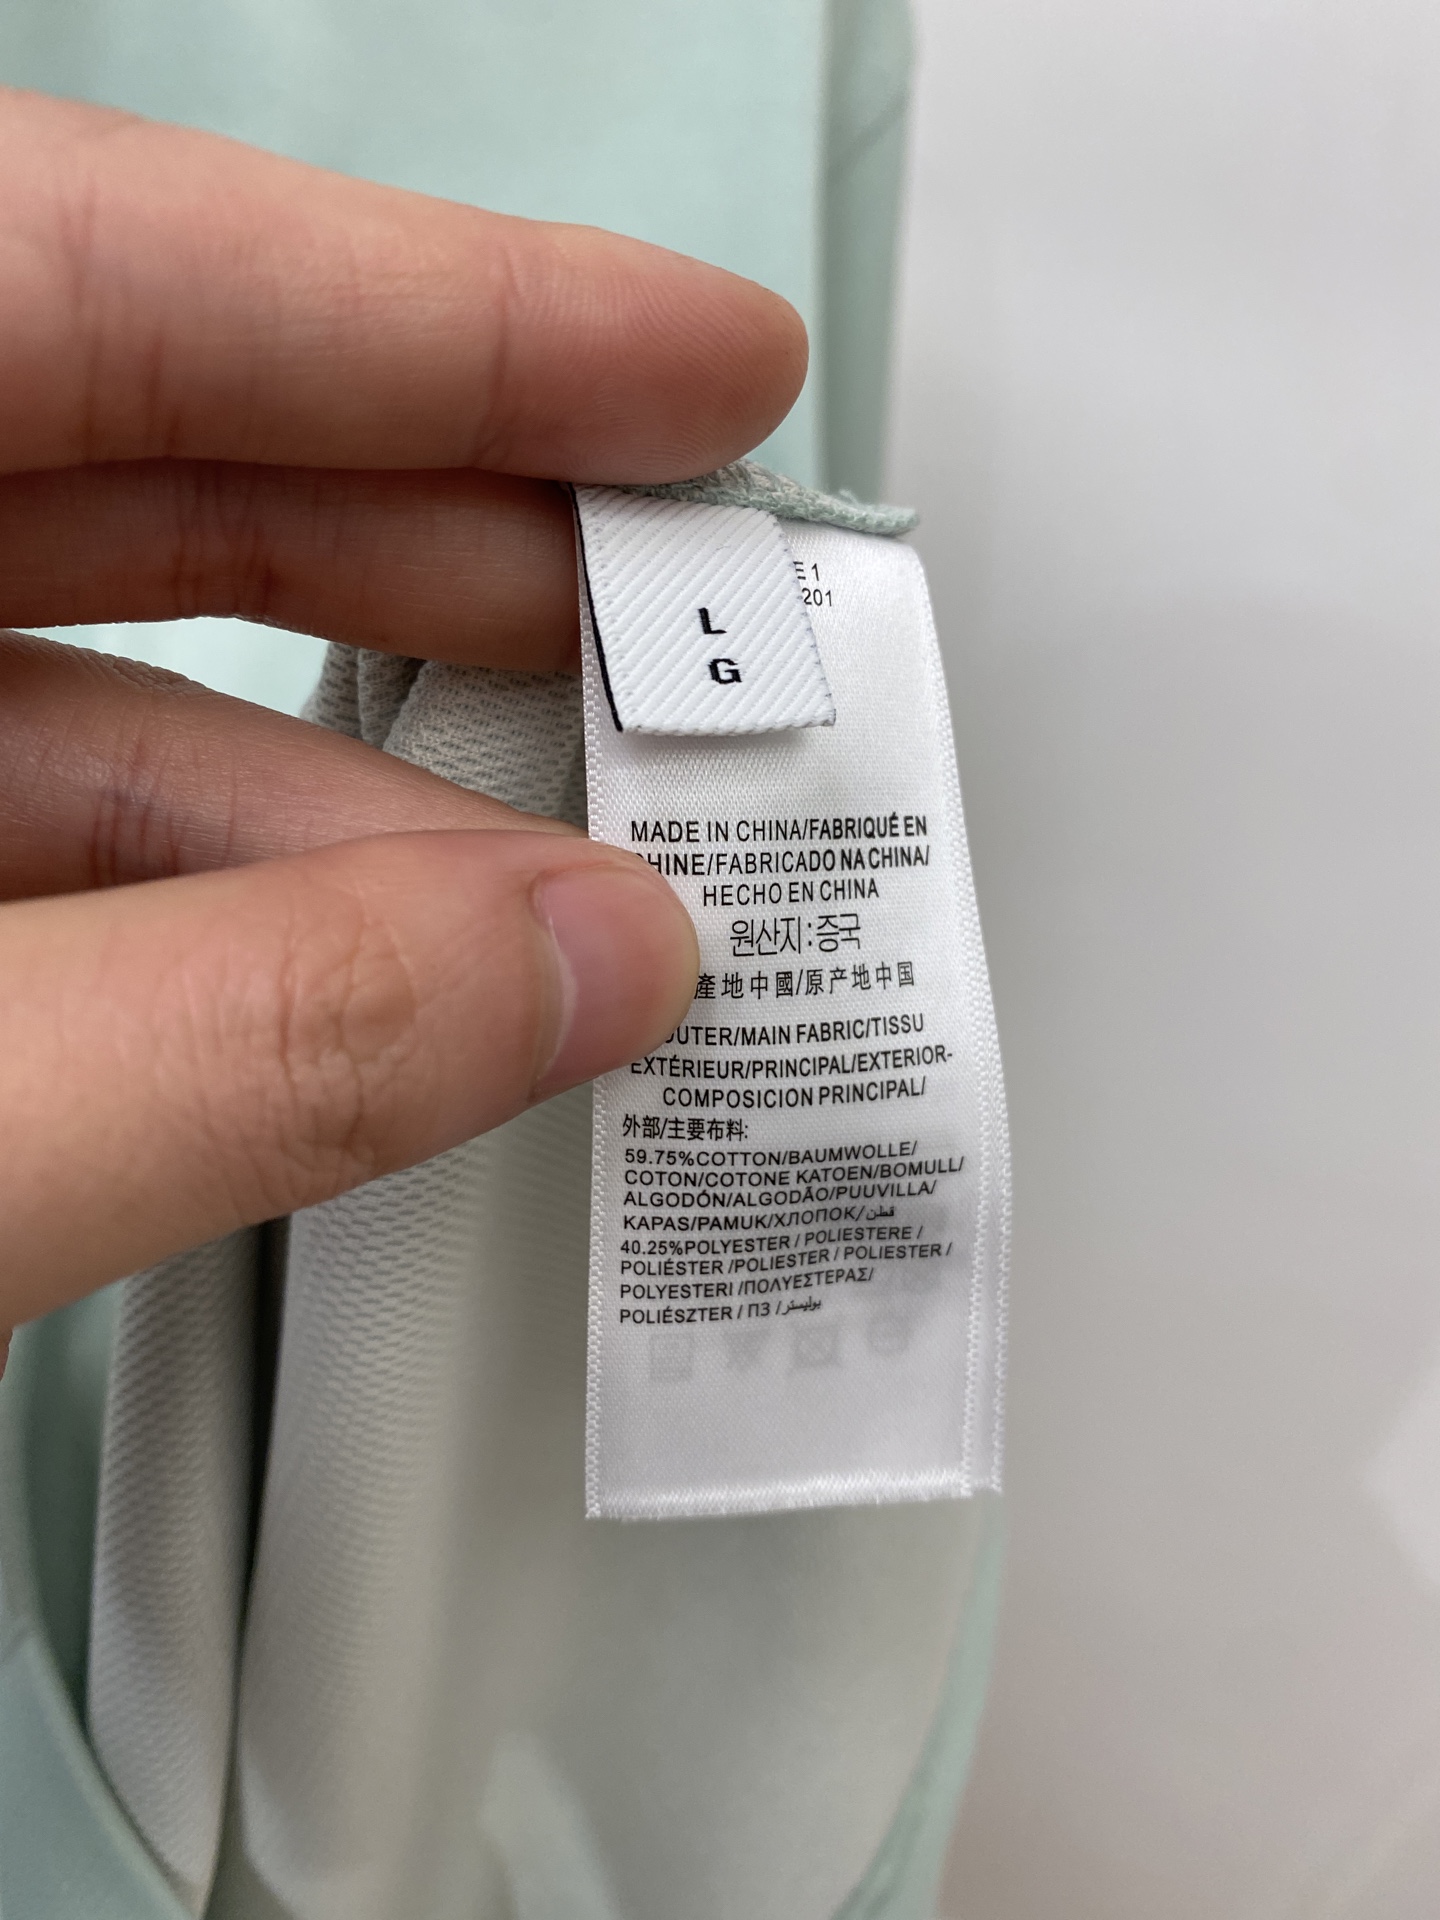 L
G
E 1
201
MADE IN CHINA/FABRIQUÉ EN
HINE/FABRICADO NA CHINA/
HECHO EN CHINA
원산지:중국
產地中國/原产地中国
OUTER/MAIN FABRIC/TISSU
EXTÉRIEUR/PRINCIPAL/EXTERIOR-
COMPOSICION PRINCIPAL/
外部/主要布料:
59.75%COTTON/BAUMWOLLE/
COTON/COTONE KATOEN/BOMULL/
ALGODÓN/ALGODÃO/PUUVILLA/
KAPAS/PAMUK/ХЛОПОК/قطن
40.25%POLYESTER / POLIESTERE /
POLIÉSTER /POLIESTER / POLIESTER /
POLYESTERI /ΠΟΛΥΕΣΤΕΡΑΣ/
POLIÉSZTER / ПЗ /بوليستر